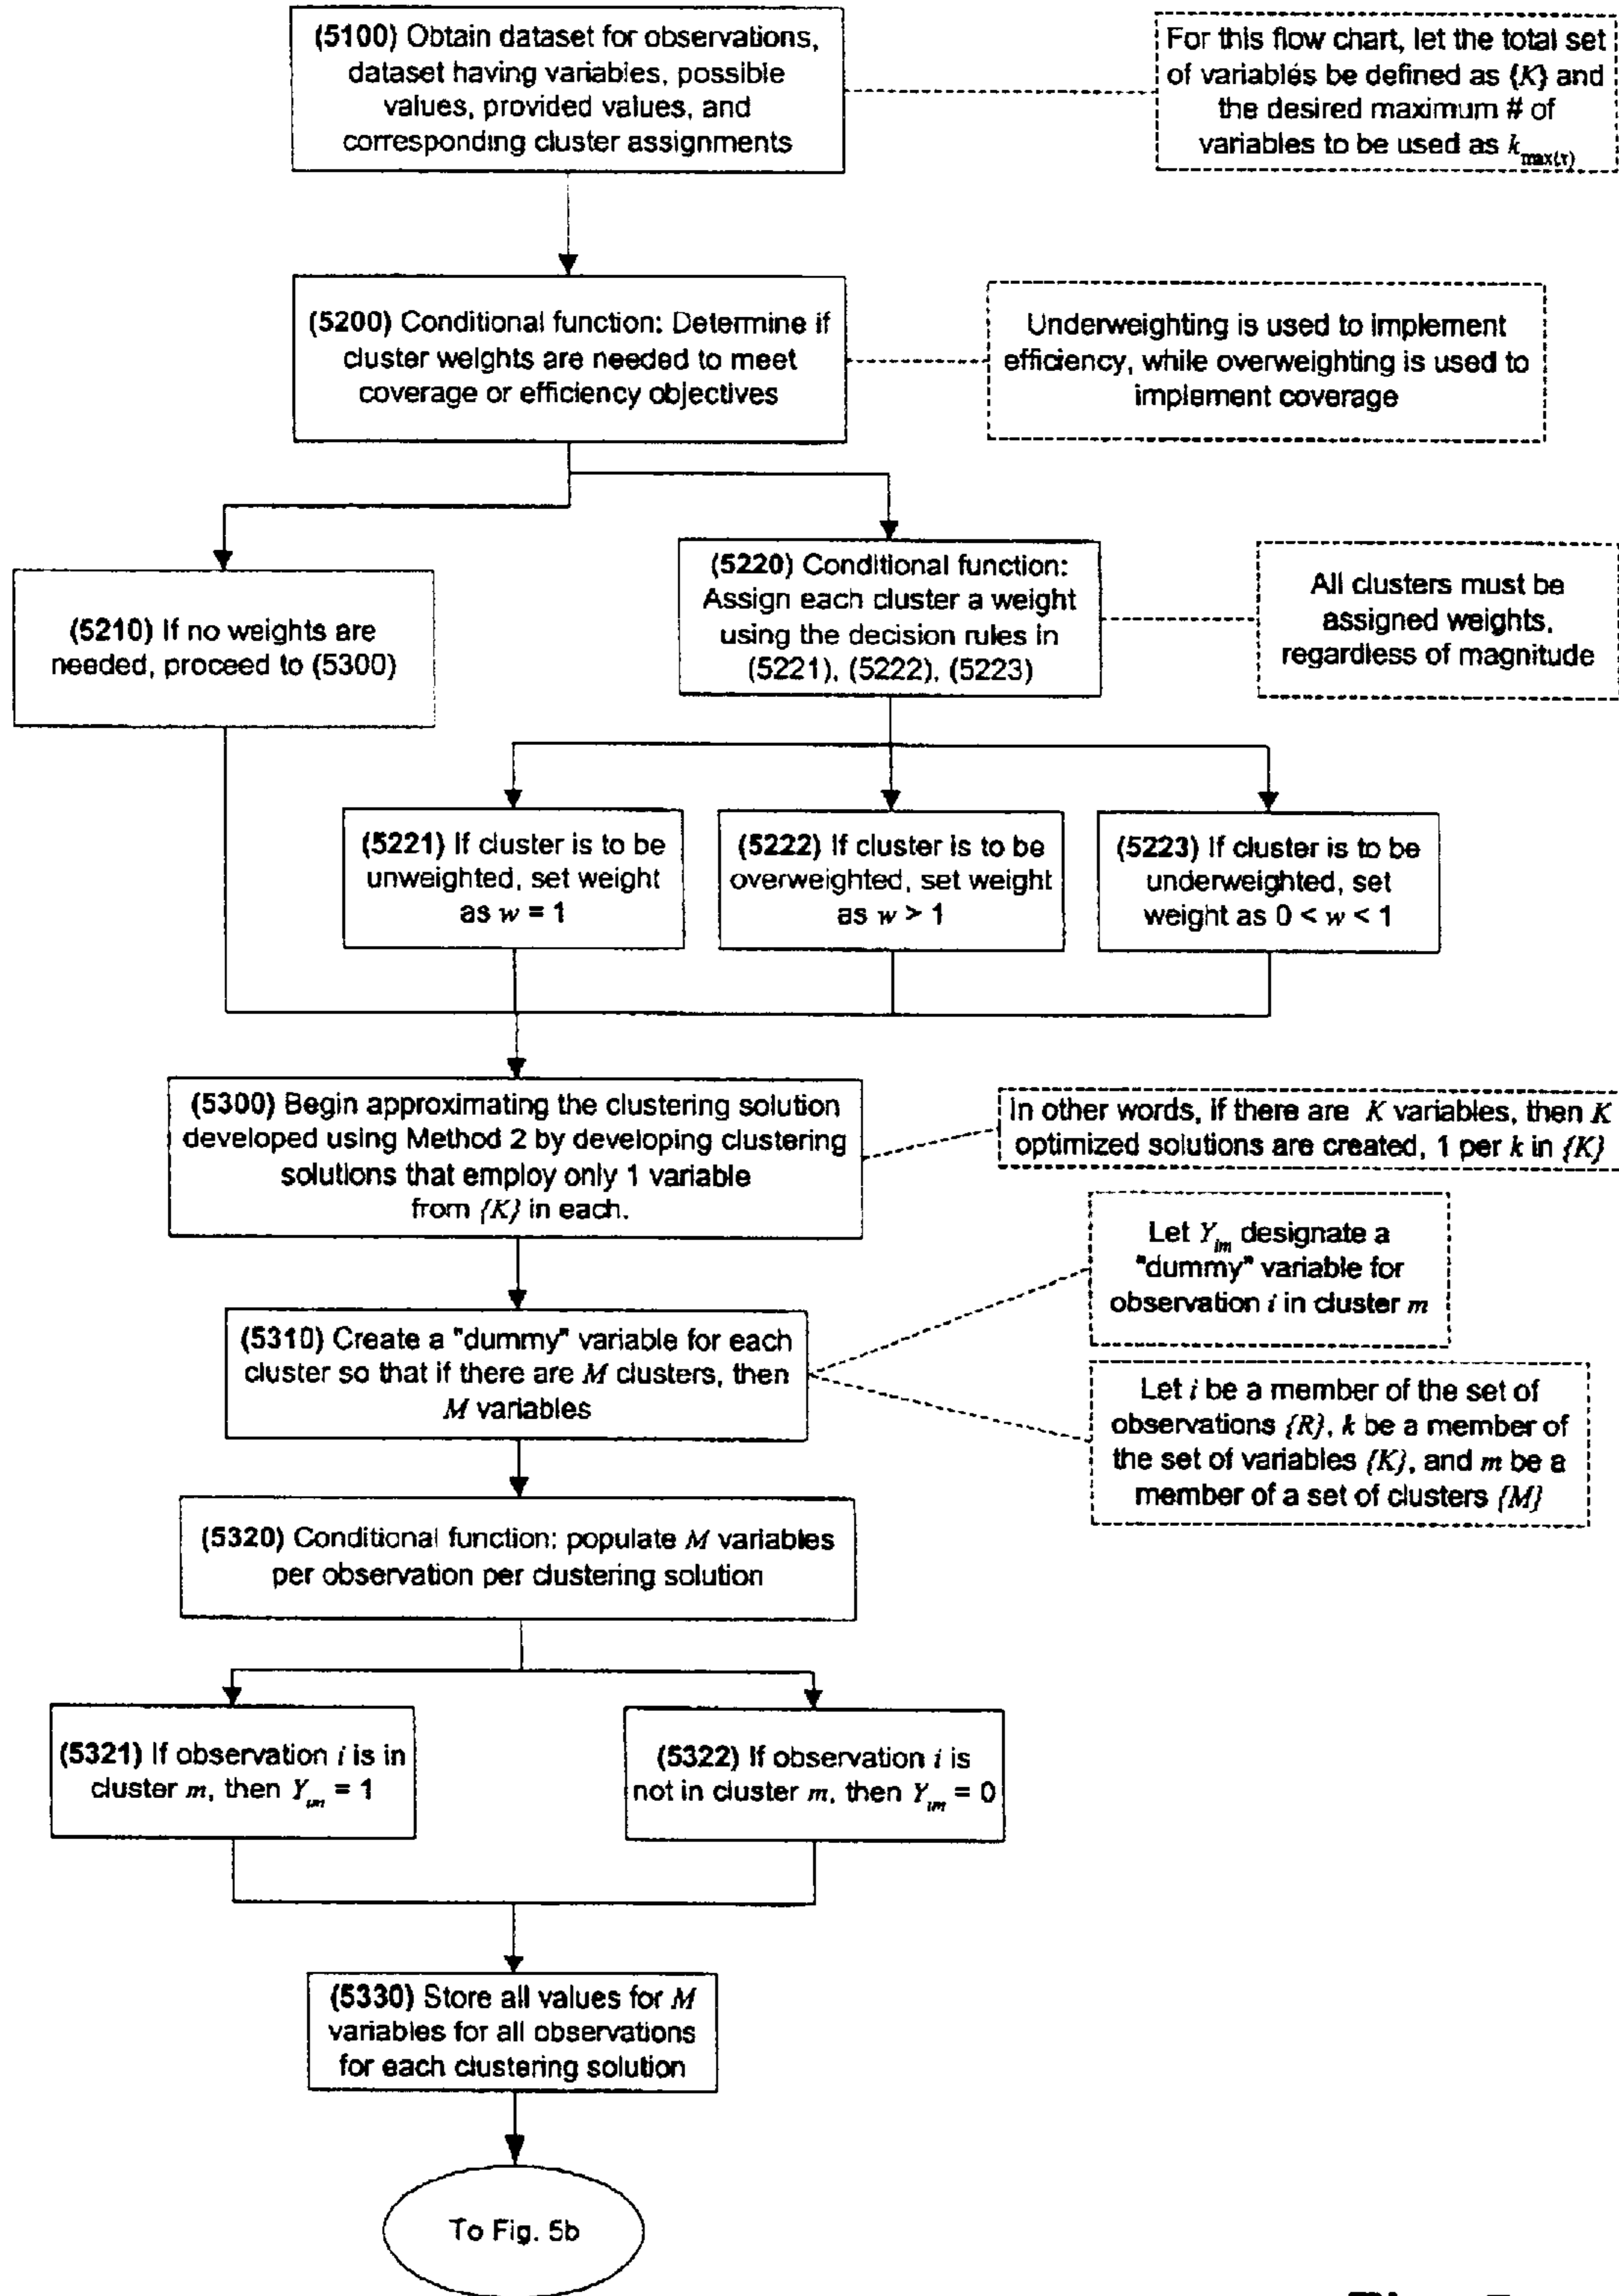 (5100) Obtain dataset for observations,
dataset having variables, possible
values, provided values, and
corresponding cluster assignments
For this flow chart, let the total set
of variables be defined as {K} and
the desired maximum # of
variables to be used as k_max(τ)
(5200) Conditional function: Determine if
cluster weights are needed to meet
coverage or efficiency objectives
Underweighting is used to implement
efficiency, while overweighting is used to
implement coverage
(5210) If no weights are
needed, proceed to (5300)
(5220) Conditional function:
Assign each cluster a weight
using the decision rules in
(5221), (5222), (5223)
All clusters must be
assigned weights,
regardless of magnitude
(5221) If cluster is to be
unweighted, set weight
as w = 1
(5222) If cluster is to be
overweighted, set weight
as w > 1
(5223) If cluster is to be
underweighted, set
weight as 0 < w < 1
(5300) Begin approximating the clustering solution
developed using Method 2 by developing clustering
solutions that employ only 1 variable
from {K} in each.
In other words, if there are K variables, then K
optimized solutions are created, 1 per k in {K}
(5310) Create a "dummy" variable for each
cluster so that if there are M clusters, then
M variables
Let Y_im designate a
"dummy" variable for
observation i in cluster m
Let i be a member of the set of
observations {R}, k be a member of
the set of variables {K}, and m be a
member of a set of clusters {M}
(5320) Conditional function: populate M variables
per observation per clustering solution
(5321) If observation i is in
cluster m, then Y_im = 1
(5322) If observation i is
not in cluster m, then Y_im = 0
(5330) Store all values for M
variables for all observations
for each clustering solution
To Fig. 5b